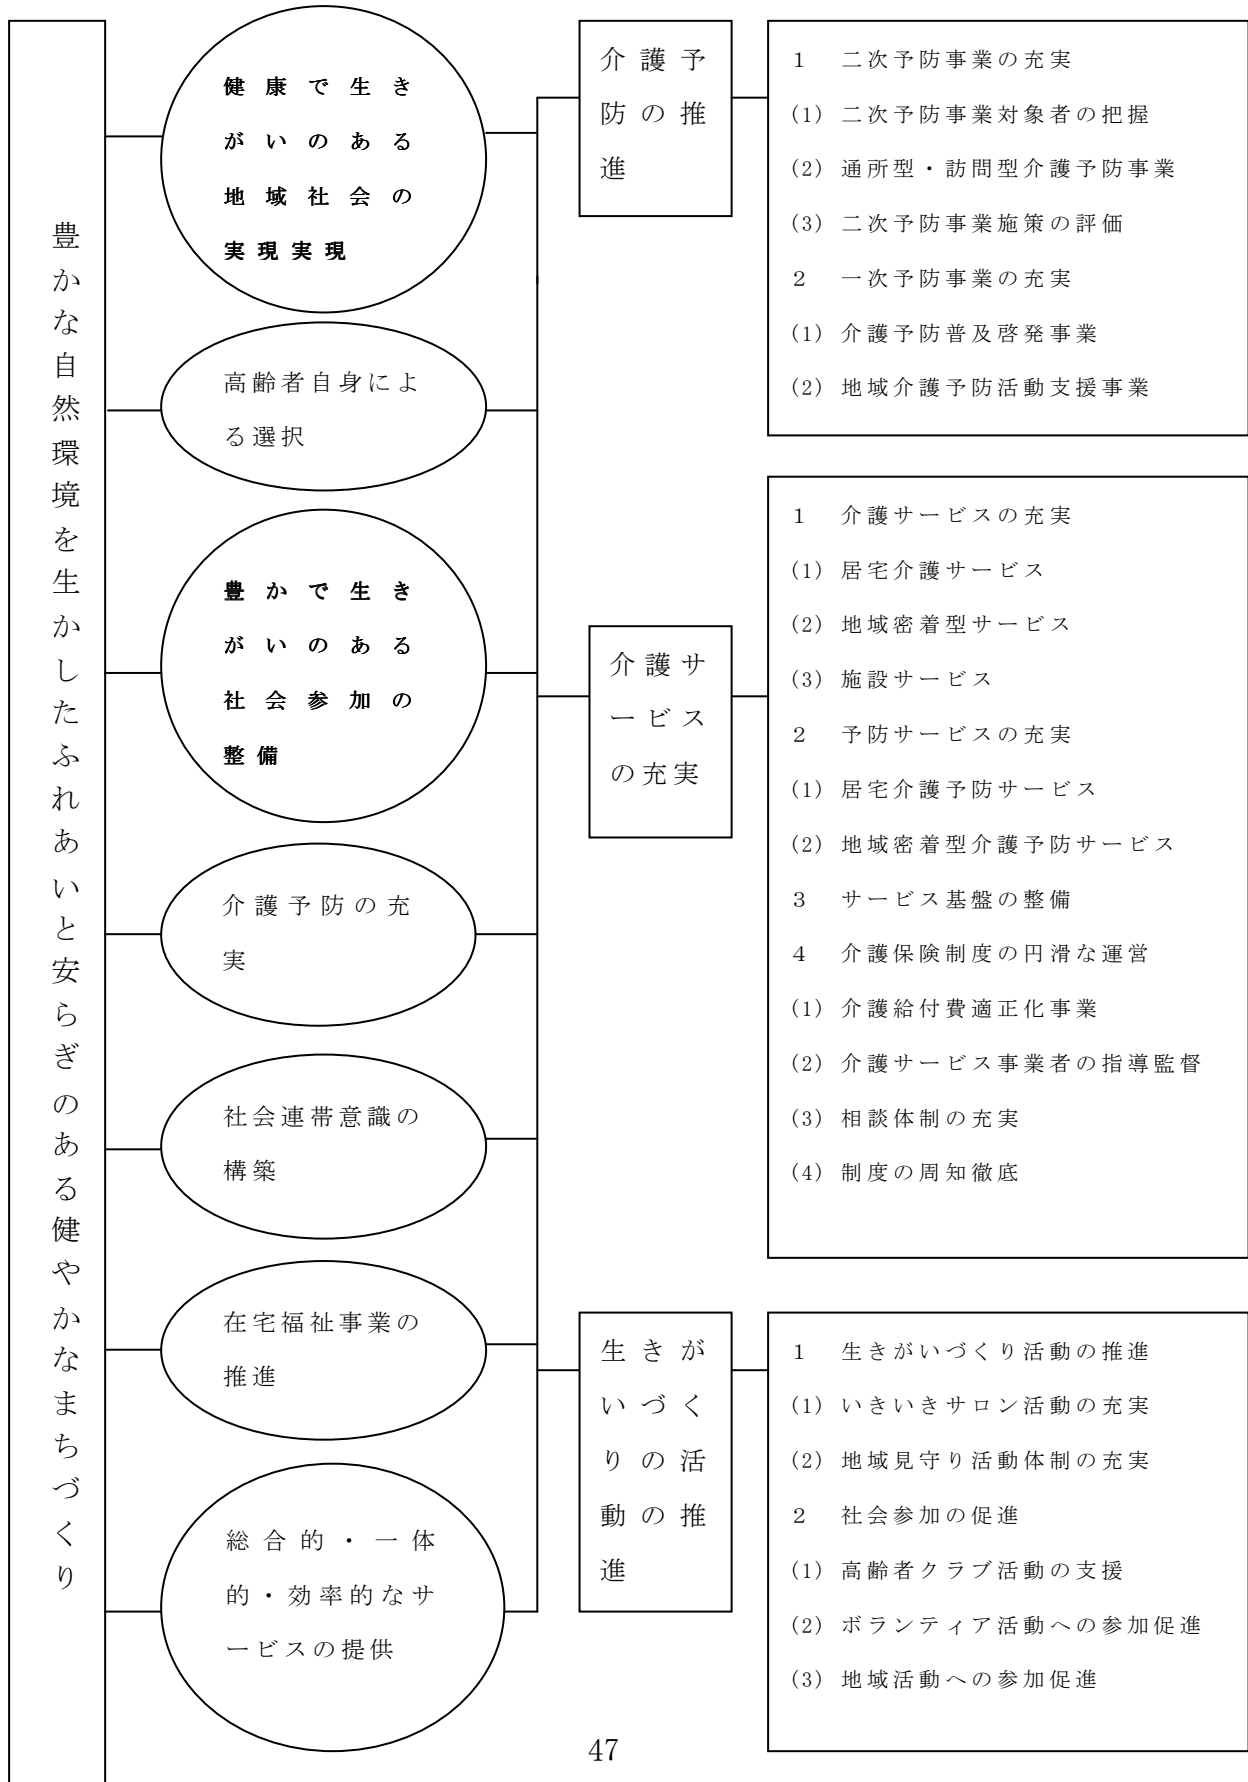 豊かな自然環境を生かしたふれあいと安らぎのある健やかなまちづくり
健康で生き
がいのある
地域社会の
実現実現
高齢者自身によ
る選択
豊かで生き
がいのある
社会参加の
整備
介護予防の充
実
社会連帯意識の
構築
在宅福祉事業の
推進
総合的・一体
的・効率的なサ
ービスの提供
介護予
防の推
進
1 二次予防事業の充実
(1) 二次予防事業対象者の把握
(2) 通所型・訪問型介護予防事業
(3) 二次予防事業施策の評価
2 一次予防事業の充実
(1) 介護予防普及啓発事業
(2) 地域介護予防活動支援事業
介護サ
ービス
の充実
1 介護サービスの充実
(1) 居宅介護サービス
(2) 地域密着型サービス
(3) 施設サービス
2 予防サービスの充実
(1) 居宅介護予防サービス
(2) 地域密着型介護予防サービス
3 サービス基盤の整備
4 介護保険制度の円滑な運営
(1) 介護給付費適正化事業
(2) 介護サービス事業者の指導監督
(3) 相談体制の充実
(4) 制度の周知徹底
生きが
いづく
りの活
動の推
進
1 生きがいづくり活動の推進
(1) いきいきサロン活動の充実
(2) 地域見守り活動体制の充実
2 社会参加の促進
(1) 高齢者クラブ活動の支援
(2) ボランティア活動への参加促進
(3) 地域活動への参加促進
47